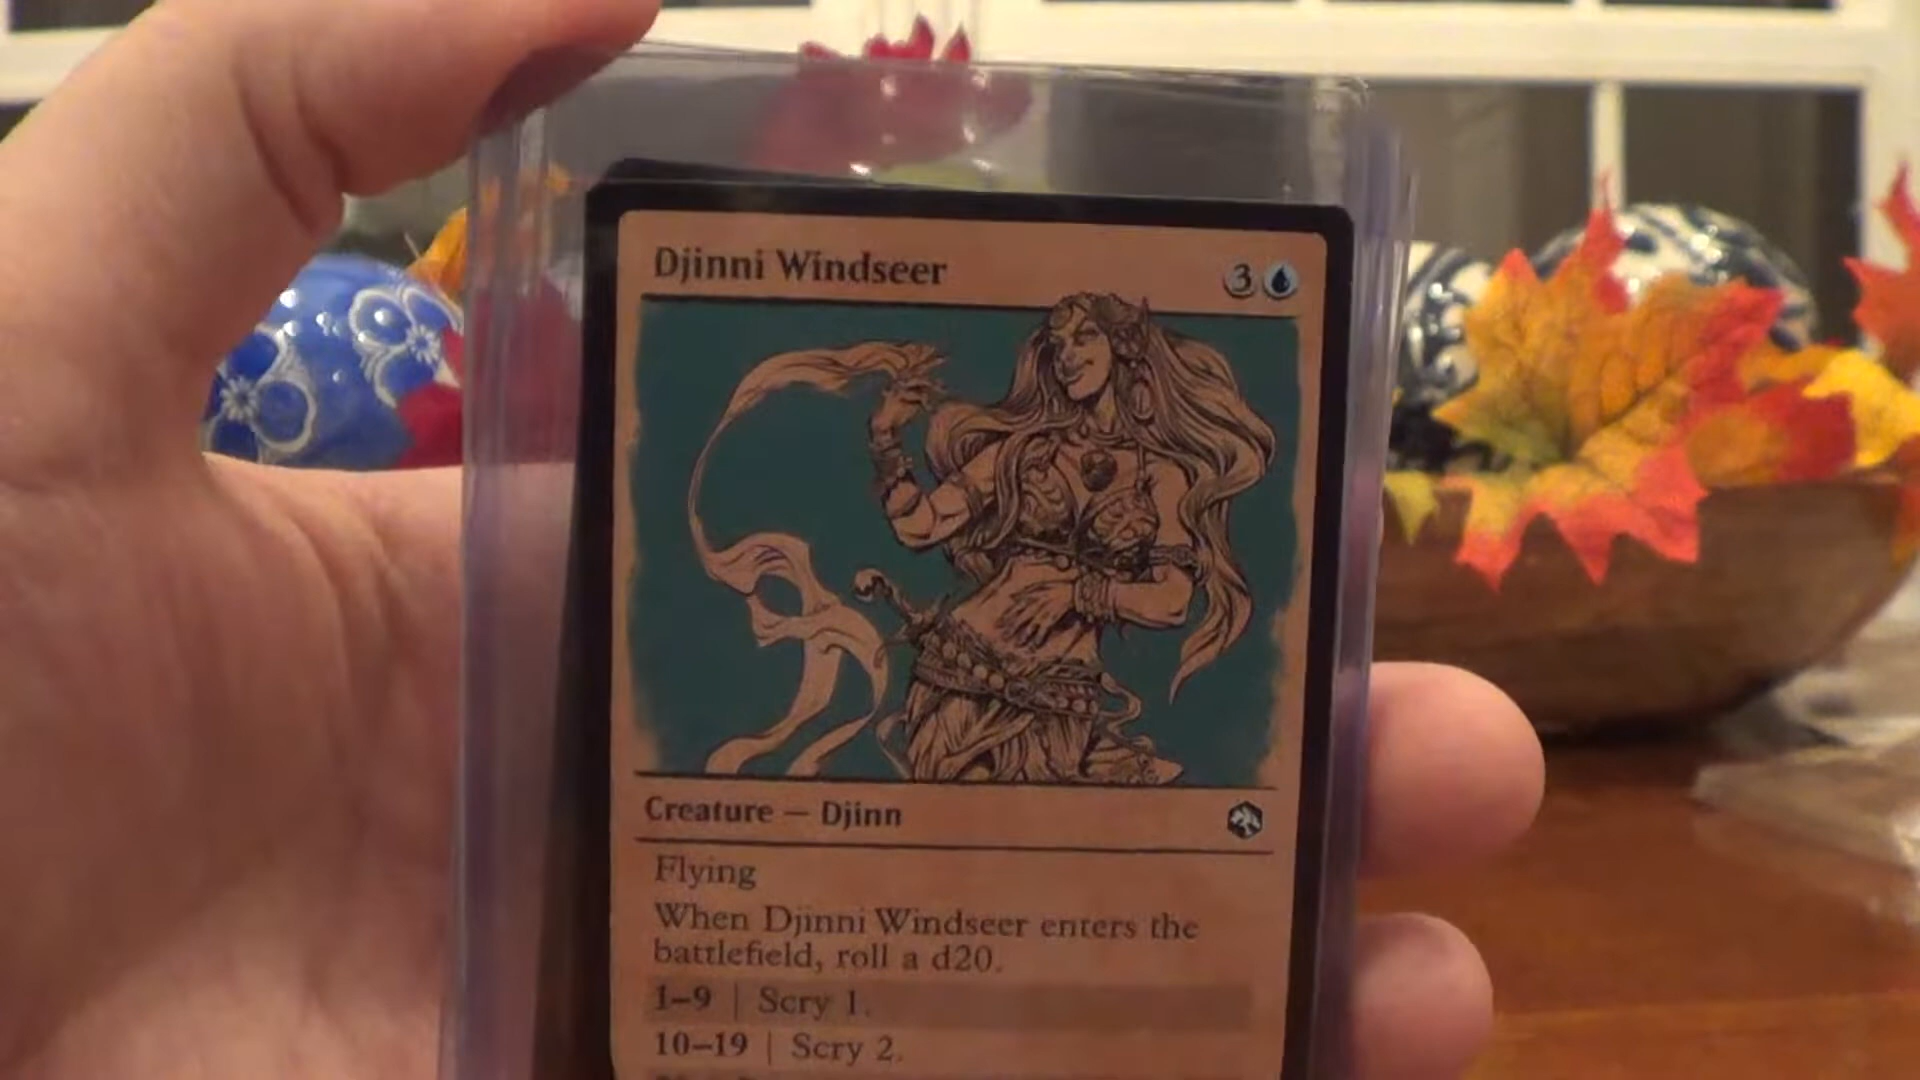 Djinni Windseer 3
Creature — Djinn
Flying
When Djinni Windseer enters the
battlefield, roll a d20.
1–9 | Scry 1.
10–19 | Scry 2.